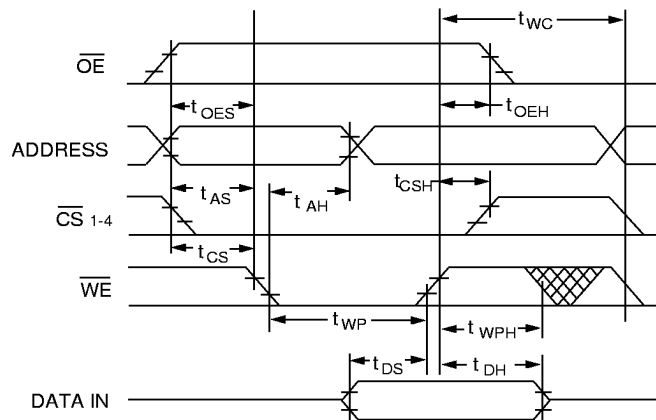 tWC
OE
tOES
tOEH
ADDRESS
tAS
tAH
tCSH
CS 1-4
tCS
WE
tWP
tWPH
tDS
tDH
DATA IN